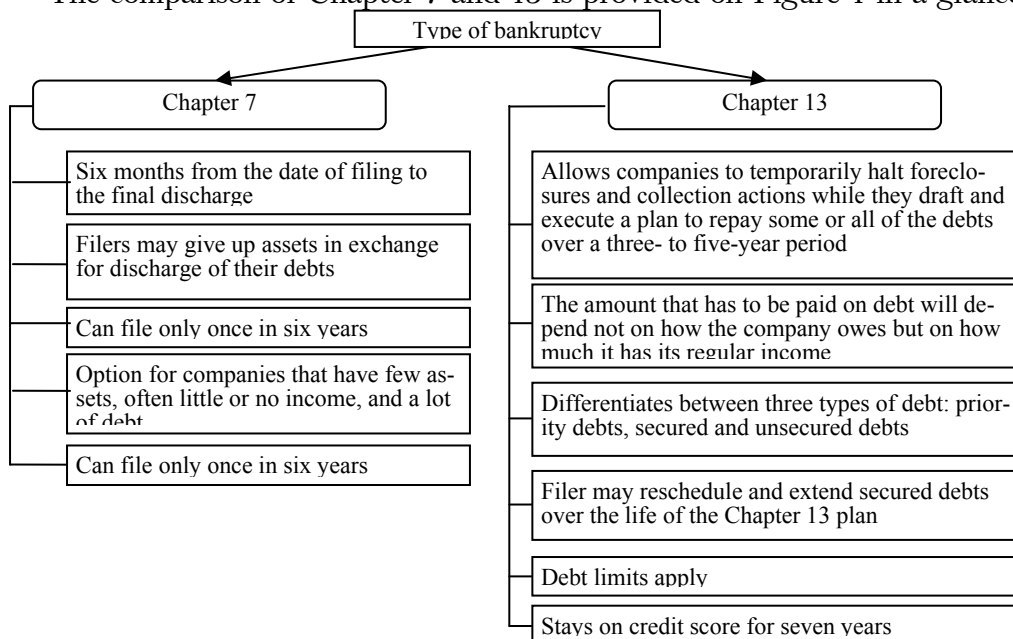 The comparison of Chapter 7 and 13 is provided on Figure 1 in a glance
Type of bankruptcy
Chapter 7
Six months from the date of filing to
the final discharge
Filers may give up assets in exchange
for discharge of their debts
Can file only once in six years
Option for companies that have few as-
sets, often little or no income, and a lot
of debt
Can file only once in six years
Chapter 13
Allows companies to temporarily halt foreclo-
sures and collection actions while they draft and
execute a plan to repay some or all of the debts
over a three- to five-year period
The amount that has to be paid on debt will de-
pend not on how the company owes but on how
much it has its regular income
Differentiates between three types of debt: prior-
ity debts, secured and unsecured debts
Filer may reschedule and extend secured debts
over the life of the Chapter 13 plan
Debt limits apply
Stays on credit score for seven years